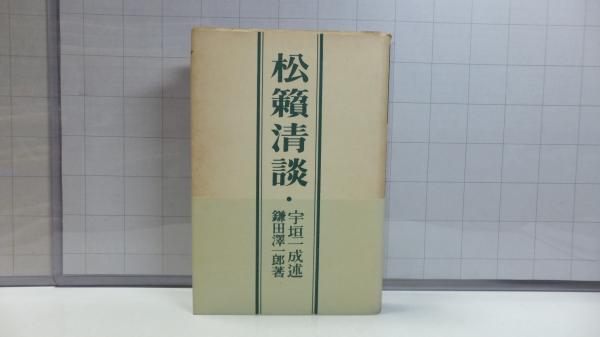 松籟清談・
宇垣一成述
鎌田澤一郎著